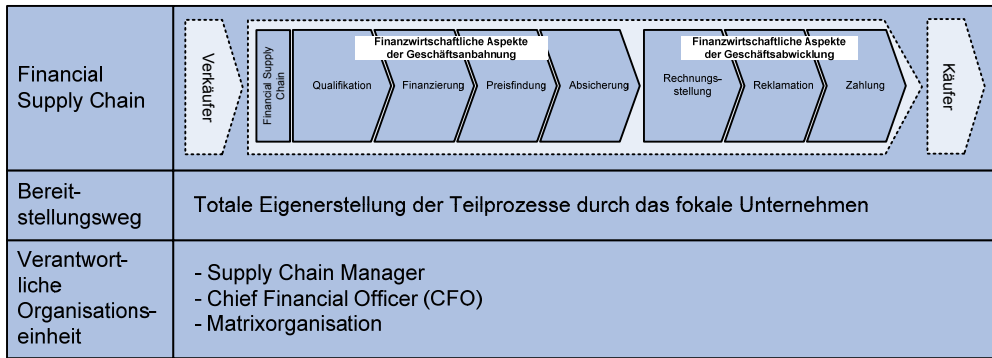 Financial
Supply Chain
Verkäufer
Financial Supply
Chain
Finanzwirtschaftliche Aspekte
der Geschäftsanbahnung
Qualifikation
Finanzierung
Preisfindung
Absicherung
Finanzwirtschaftliche Aspekte
der Geschäftsabwicklung
Rechnungs-
stellung
Reklamation
Zahlung
Käufer
Bereit-
stellungsweg
Totale Eigenerstellung der Teilprozesse durch das fokale Unternehmen
Verantwort-
liche
Organisations-
einheit
- Supply Chain Manager
- Chief Financial Officer (CFO)
- Matrixorganisation